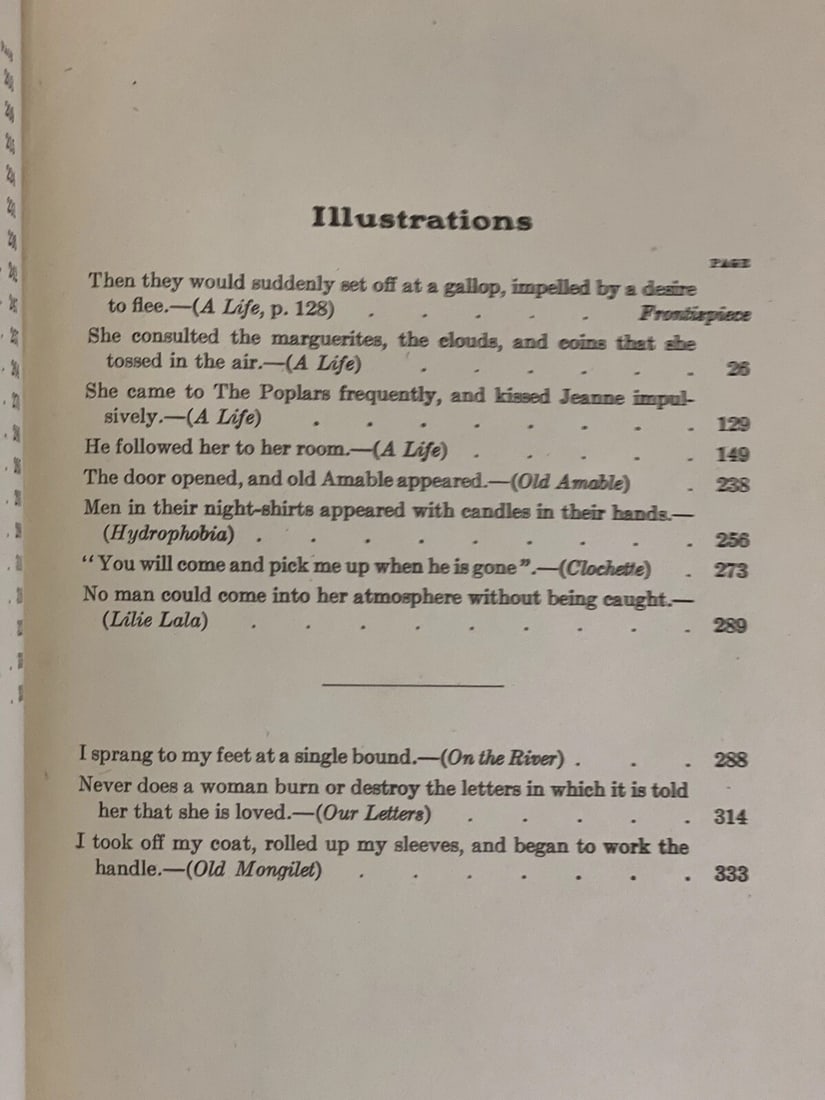 Illustrations
PAGE
Then they would suddenly set off at a gallop, impelled by a desire
to flee.—(A Life, p. 128) . . . . . Frontispiece
She consulted the marguerites, the clouds, and coins that she
tossed in the air.—(A Life) . . . . . . 26
She came to The Poplars frequently, and kissed Jeanne impul-
sively.—(A Life) . . . . . . . . 129
He followed her to her room.—(A Life) . . . . . 149
The door opened, and old Amable appeared.—(Old Amable) . 238
Men in their night-shirts appeared with candles in their hands.—
(Hydrophobia) . . . . . . . . . 256
“You will come and pick me up when he is gone”.—(Clochette) . 273
No man could come into her atmosphere without being caught.—
(Lilie Lala) . . . . . . . . . 289
I sprang to my feet at a single bound.—(On the River) . . . 288
Never does a woman burn or destroy the letters in which it is told
her that she is loved.—(Our Letters) . . . . . 314
I took off my coat, rolled up my sleeves, and began to work the
handle.—(Old Mongilet) . . . . . . . 333